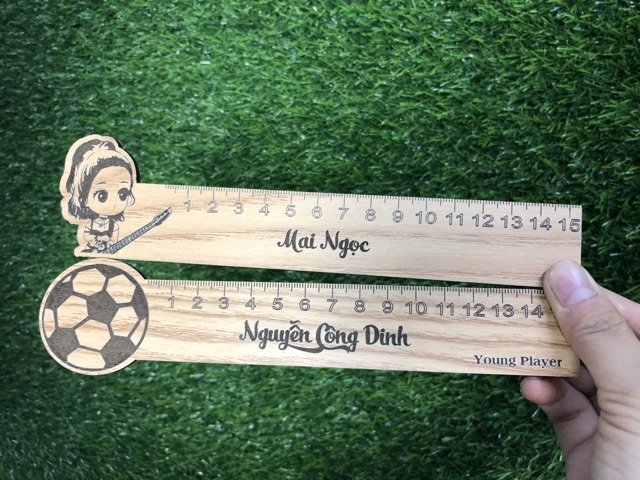 1 2 3 4 5 6 7 8 9 10 11 12 13 14 15
Mai Ngọc
1 2 3 4 5 6 7 8 9 10 11 12 13 14
Nguyễn Công Dinh
Young Player